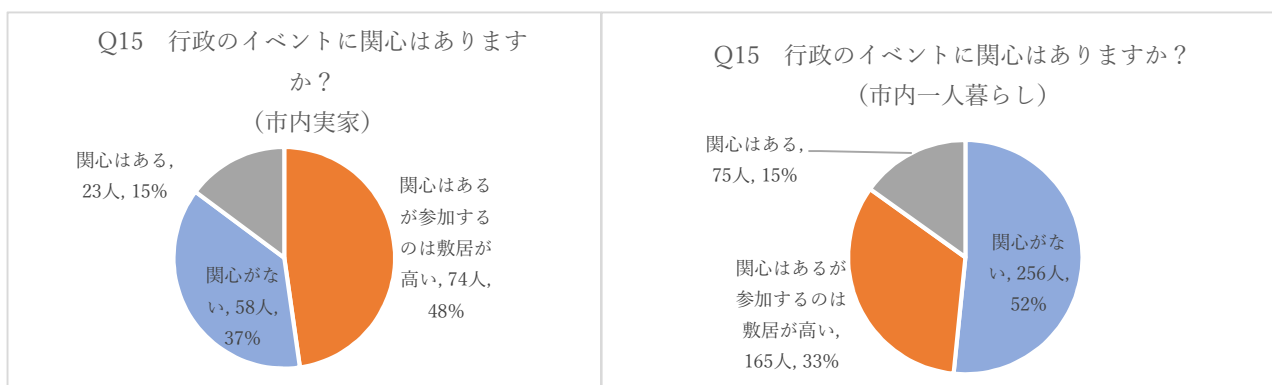 Q15　行政のイベントに関心はあります
か？
（市内実家）
関心はある,
23人, 15%
関心はある
が参加する
のは敷居が
高い, 74人,
48%
関心がな
い, 58人,
37%
Q15　行政のイベントに関心はありますか？
（市内一人暮らし）
関心はある,
75人, 15%
関心がな
い, 256人,
52%
関心はあるが
参加するのは
敷居が高い,
165人, 33%